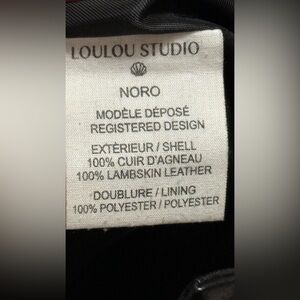 LOULOU STUDIO
NORO
MODÈLE DÉPOSÉ
REGISTERED DESIGN
EXTÉRIEUR / SHELL
100% CUIR D'AGNEAU
100% LAMBSKIN LEATHER
DOUBLURE / LINING
100% POLYESTER / POLYESTER